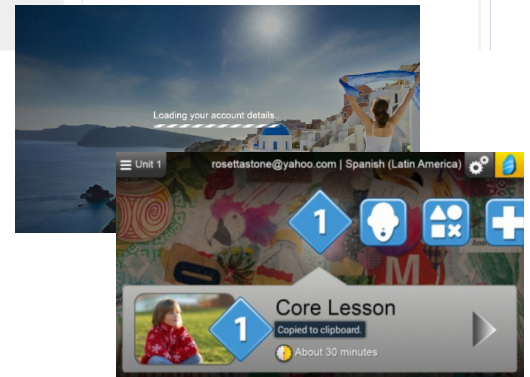 Loading your account details.
Unit 1
rosettastone@yahoo.com | Spanish (Latin America)
1
1
Core Lesson
Copied to clipboard.
About 30 minutes